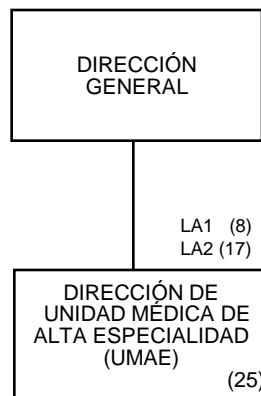 DIRECCIÓN
GENERAL
LA1 (8)
LA2 (17)
DIRECCIÓN DE
UNIDAD MÉDICA DE
ALTA ESPECIALIDAD
(UMAE)
(25)